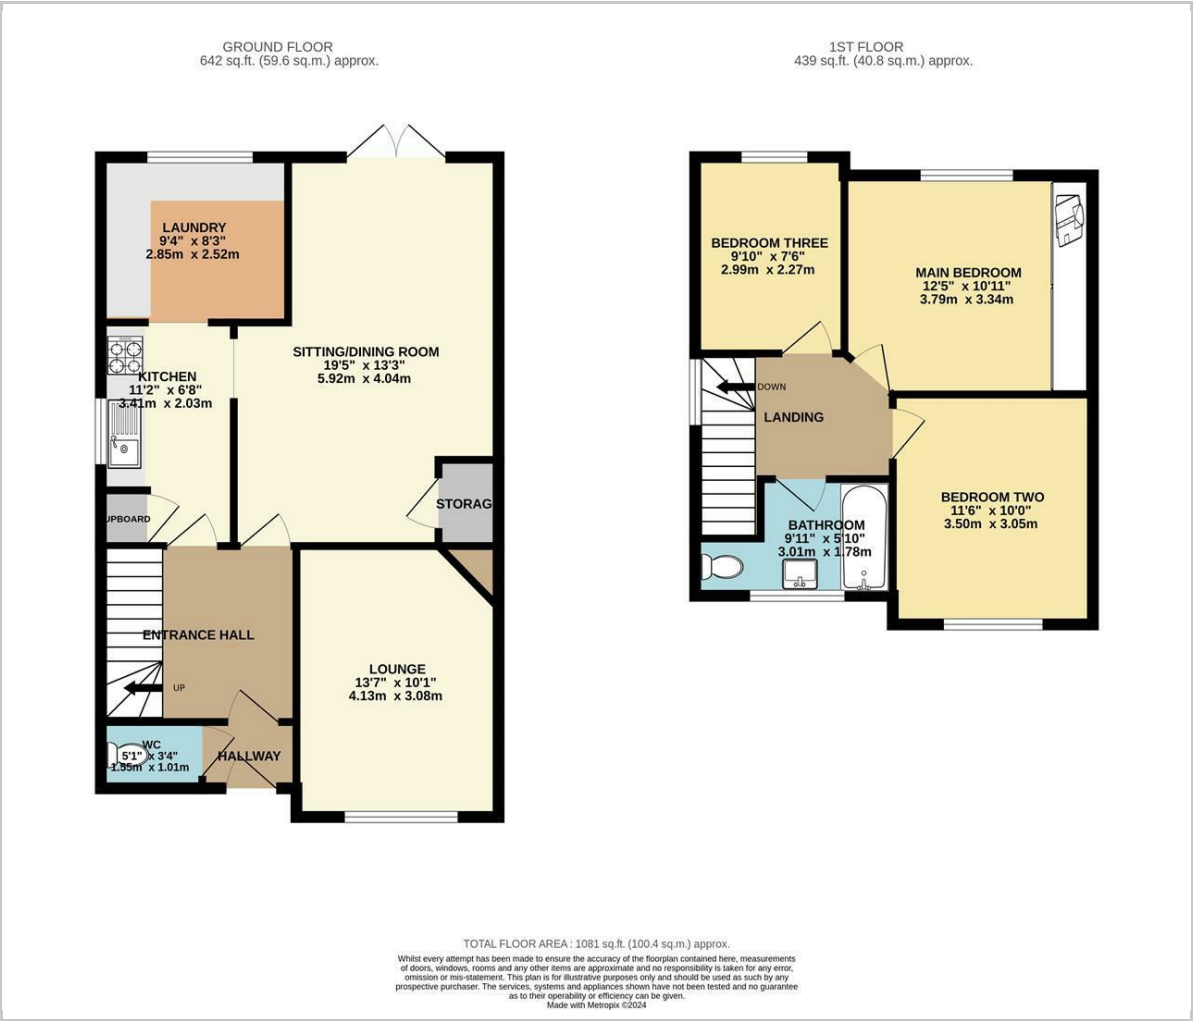 GROUND FLOOR
642 sq.ft. (59.6 sq.m.) approx.
1ST FLOOR
439 sq.ft. (40.8 sq.m.) approx.
LAUNDRY
9'4" x 8'3"
2.85m x 2.52m
SITTING/DINING ROOM
19'5" x 13'3"
5.92m x 4.04m
KITCHEN
11'2" x 6'8"
3.41m x 2.03m
STORAG
UPBOARD
ENTRANCE HALL
UP
LOUNGE
13'7" x 10'1"
4.13m x 3.08m
WC
5'1" x 3'4"
1.55m x 1.01m
HALLWAY
BEDROOM THREE
9'10" x 7'6"
2.99m x 2.27m
MAIN BEDROOM
12'5" x 10'11"
3.79m x 3.34m
DOWN
LANDING
BEDROOM TWO
11'6" x 10'0"
3.50m x 3.05m
BATHROOM
9'11" x 5'10"
3.01m x 1.78m
TOTAL FLOOR AREA : 1081 sq.ft. (100.4 sq.m.) approx.
Whilst every attempt has been made to ensure the accuracy of the floorplan contained here, measurements
of doors, windows, rooms and any other items are approximate and no responsibility is taken for any error,
omission or mis-statement. This plan is for illustrative purposes only and should be used as such by any
prospective purchaser. The services, systems and appliances shown have not been tested and no guarantee
as to their operability or efficiency can be given.
Made with Metropix ©2024